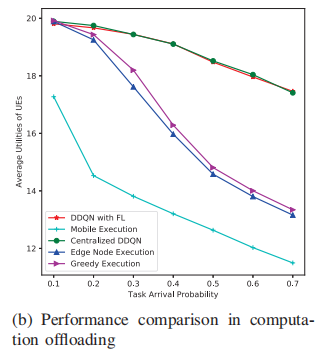 20
18
16
14
12
Average Utilities of UEs
DDQN with FL
Mobile Execution
Centralized DDQN
Edge Node Execution
Greedy Execution
0.1 0.2 0.3 0.4 0.5 0.6 0.7
Task Arrival Probability
(b) Performance comparison in computa-
tion offloading